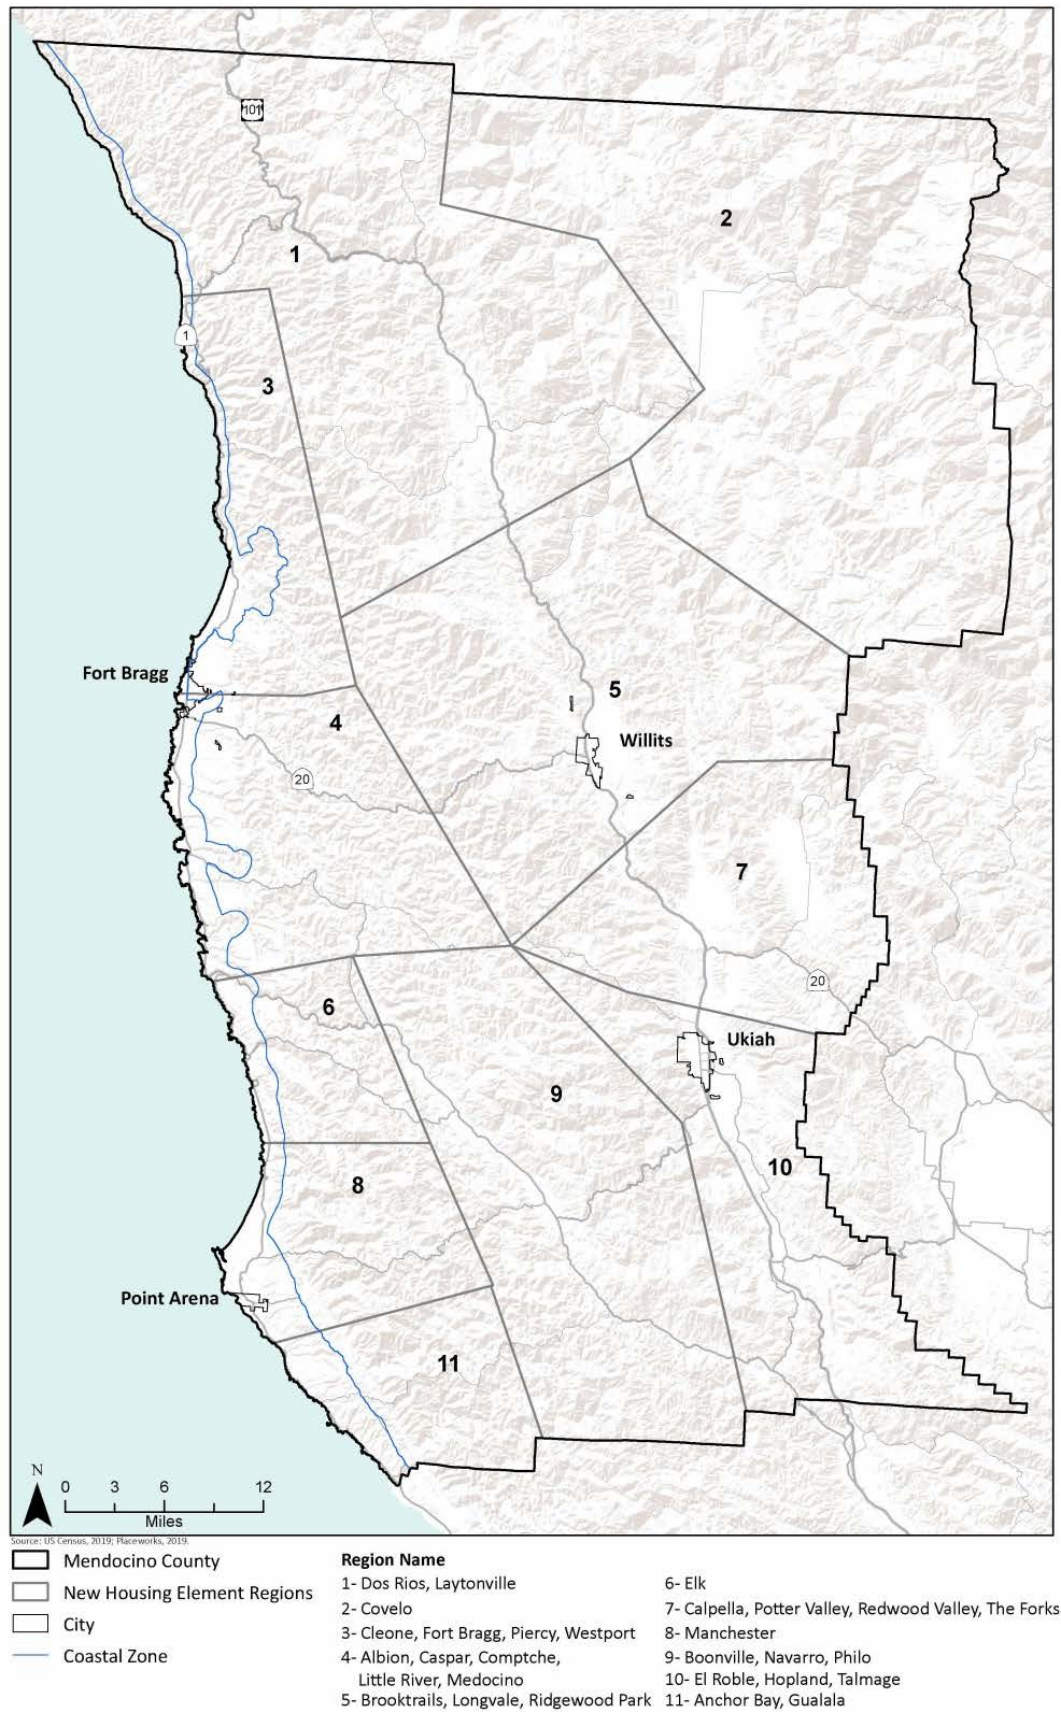 101
2
1
1
3
Fort Bragg
4
5
Willits
20
7
20
6
Ukiah
9
10
8
Point Arena
11
N
0 3 6 12
Miles
Source: US Census, 2019; Placeworks, 2019.
Mendocino County
New Housing Element Regions
City
Coastal Zone
Region Name
1- Dos Rios, Laytonville
2- Covelo
3- Cleone, Fort Bragg, Piercy, Westport
4- Albion, Caspar, Comptche,
Little River, Medocino
5- Brooktrails, Longvale, Ridgewood Park
6- Elk
7- Calpella, Potter Valley, Redwood Valley, The Forks
8- Manchester
9- Boonville, Navarro, Philo
10- El Roble, Hopland, Talmage
11- Anchor Bay, Gualala